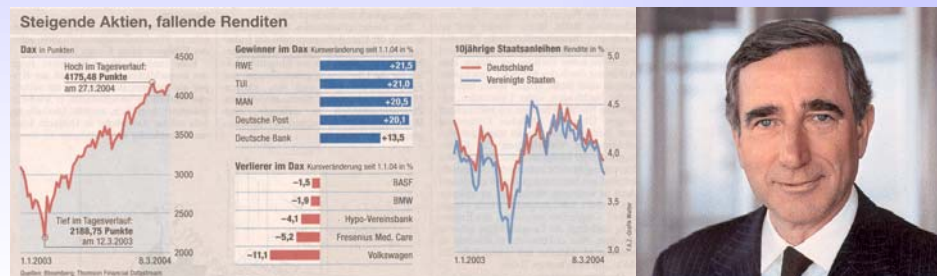 Steigende Aktien, fallende Renditen
Dax in Punkten
4500
Hoch im Tagesverlauf:
4175,48 Punkte
am 27.1.2004
4000
3500
3000
2500
Tief im Tagesverlauf:
2188,75 Punkte
am 12.3.2003
2000
1.1.2003
8.3.2004
Quellen: Bloomberg; Thomson Financial Datastream
Gewinner im Dax Kursveränderung seit 1.1.04 in %
RWE +21,5
TUI +21,0
MAN +20,5
Deutsche Post +20,1
Deutsche Bank +13,5
Verlierer im Dax Kursveränderung seit 1.1.04 in %
−1,5 BASF
−1,9 BMW
−4,1 Hypo-Vereinsbank
−5,2 Fresenius Med. Care
−11,1 Volkswagen
10jährige Staatsanleihen Rendite in %
5,0
Deutschland
Vereinigte Staaten
4,5
4,0
3,5
3,0
1.1.2003
8.3.2004